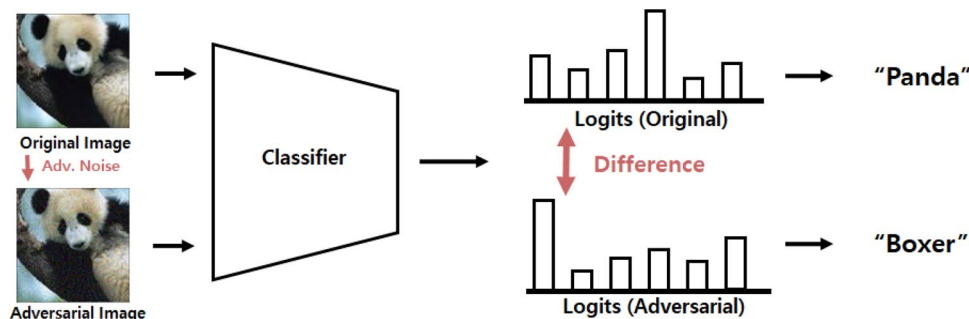 Original Image
Adv. Noise
Adversarial Image
Classifier
Logits (Original)
Difference
Logits (Adversarial)
“Panda”
“Boxer”